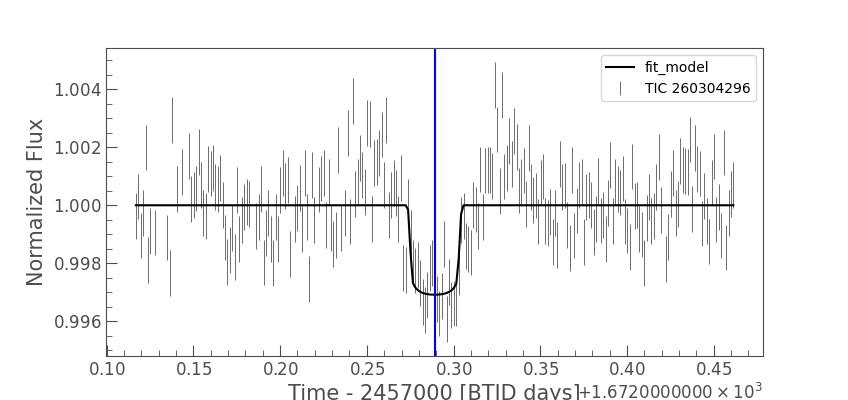 fit_model
TIC 260304296
Normalized Flux
1.004
1.002
1.000
0.998
0.996
0.10 0.15 0.20 0.25 0.30 0.35 0.40 0.45
Time - 2457000 [BTJD days]
+1.6720000000 × 10³